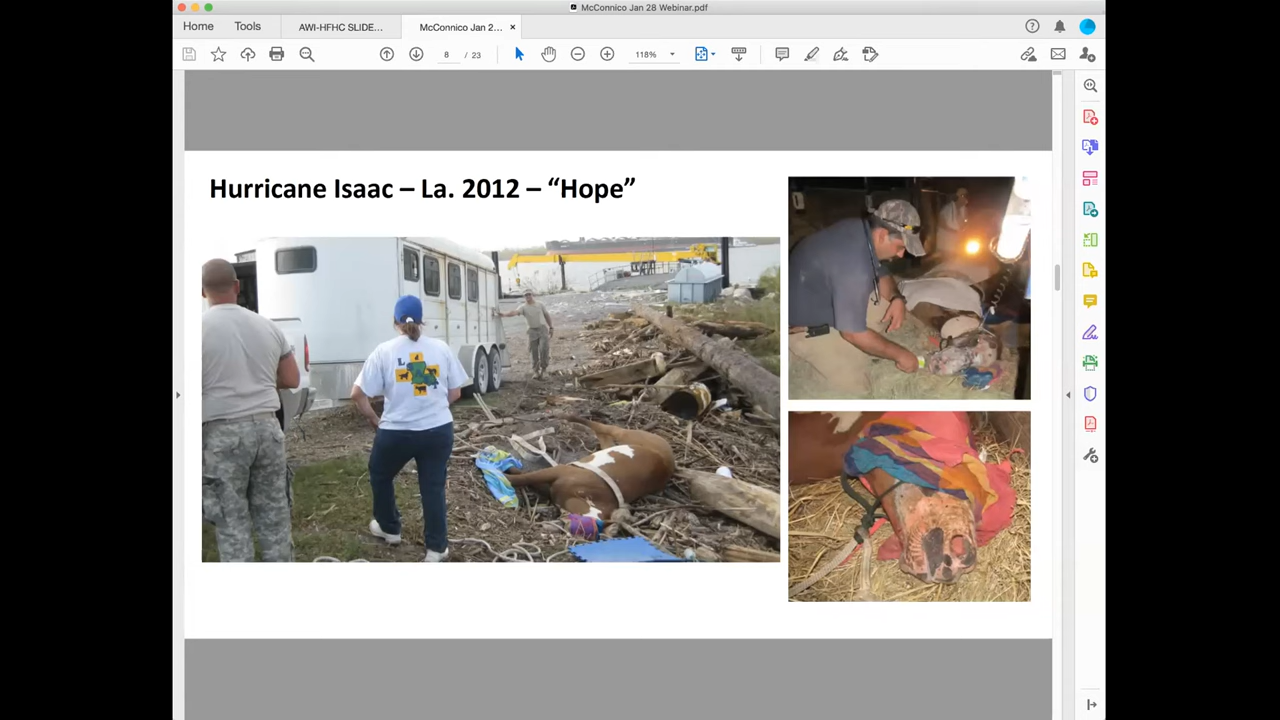 McConnico Jan 28 Webinar.pdf
Home
Tools
AWI-HFHC SLIDE...
McConnico Jan 2...
8 / 23
118%
Hurricane Isaac – La. 2012 – “Hope”